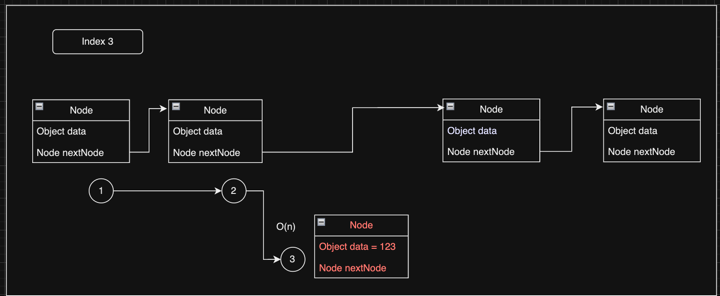 Index 3
Node
Object data
Node nextNode
Node
Object data
Node nextNode
Node
Object data
Node nextNode
Node
Object data
Node nextNode
1
2
O(n)
3
Node
Object data = 123
Node nextNode